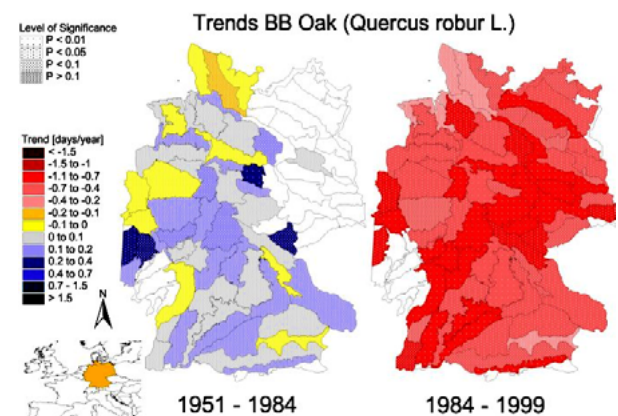 Trends BB Oak (Quercus robur L.)
Level of Significance
P < 0.01
P < 0.05
P < 0.1
P > 0.1
Trend [days/year]
< -1.5
-1.5 to -1
-1.1 to -0.7
-0.7 to -0.4
-0.4 to -0.2
-0.2 to -0.1
-0.1 to 0
0 to 0.1
0.1 to 0.2
0.2 to 0.4
0.4 to 0.7
0.7 - 1.5
> 1.5
N
1951 - 1984
1984 - 1999